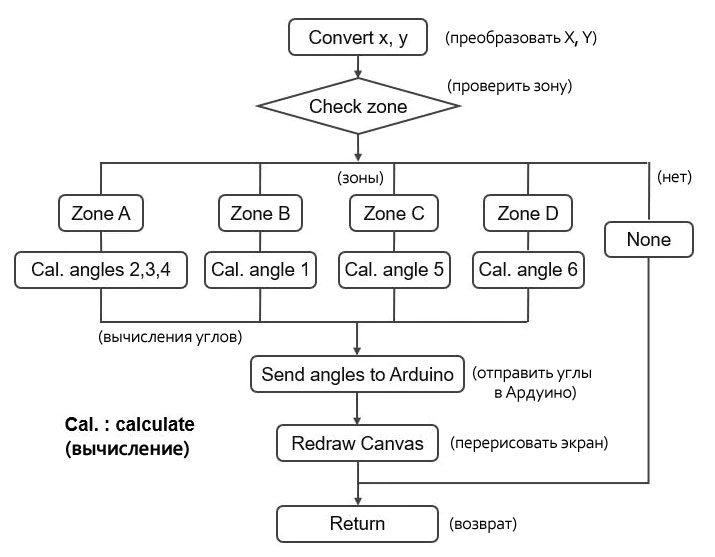 Convert x, y
(преобразовать X, Y)
(проверить зону)
Check zone
(зоны)
(нет)
Zone A
Zone B
Zone C
Zone D
None
Cal. angles 2,3,4
Cal. angle 1
Cal. angle 5
Cal. angle 6
(вычисления углов)
Send angles to Arduino
(отправить углы
в Ардуино)
Cal. : calculate
(вычисление)
Redraw Canvas
(перерисовать экран)
Return
(возврат)